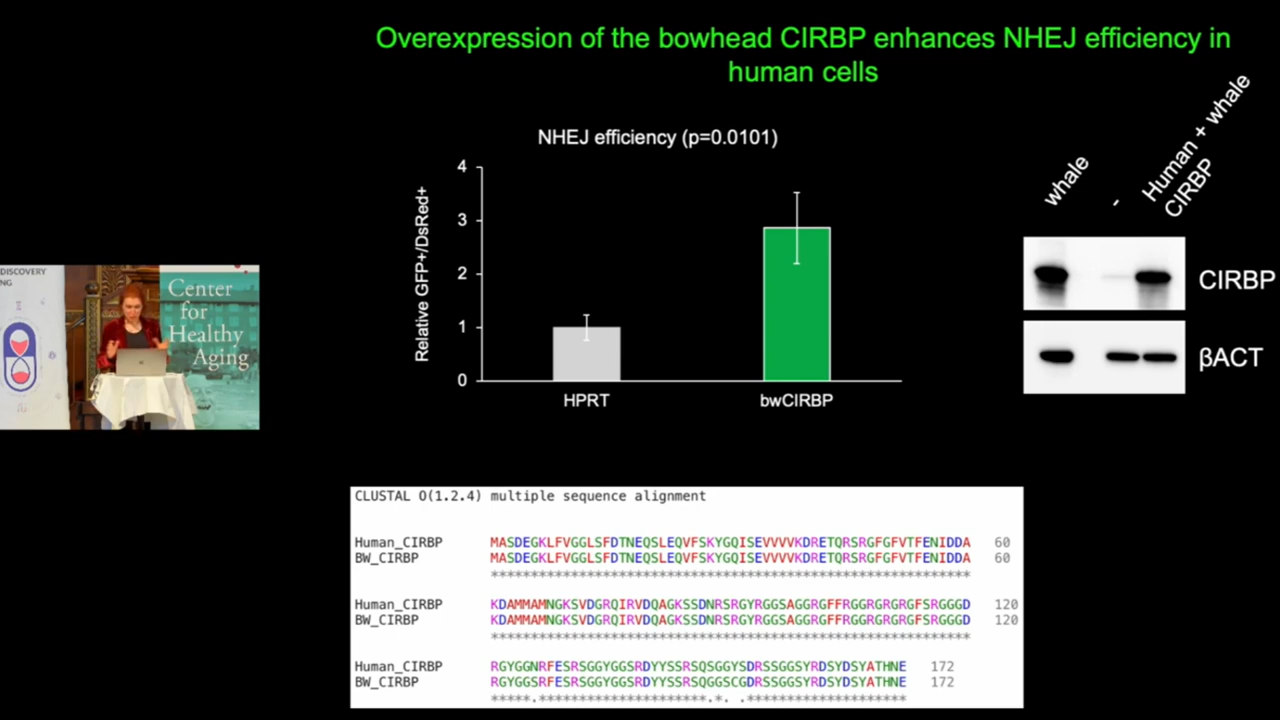 Overexpression of the bowhead CIRBP enhances NHEJ efficiency in
human cells
DISCOVERY
NG
Center
for
Healthy
Aging
NHEJ efficiency (p=0.0101)
Relative GFP+/DsRed+
4
3
2
1
0
HPRT
bwCIRBP
whale
-
Human + whale
CIRBP
CIRBP
βACT
CLUSTAL O(1.2.4) multiple sequence alignment
Human_CIRBP MASDEGKLFVGGLSFDTNEQSLEQVFSKYGQISEVVVVKDRETQRSRGFGFVTFENIDDA 60
BW_CIRBP MASDEGKLFVGGLSFDTNEQSLEQVFSKYGQISEVVVVKDRETQRSRGFGFVTFENIDDA 60
************************************************************
Human_CIRBP KDAMMAMNGKSVDGRQIRVDQAGKSSDNRSRGYRGGSAGGRGFFRGGRGRGRGFSRGGGD 120
BW_CIRBP KDAMMAMNGKSVDGRQIRVDQAGKSSDNRSRGYRGGSAGGRGFFRGGRGRGRGFSRGGGD 120
************************************************************
Human_CIRBP RGYGGNRFESRSGGYGGSRDYYSSRSQSGGYSDRSSGGSYRDSYDSYATHNE 172
BW_CIRBP RGYGGSRFESRSGGYGGSRDYYSSRSQGGSCGDRSSGGSYRDSYDSYATHNE 172
*****.*********************.*. .********************